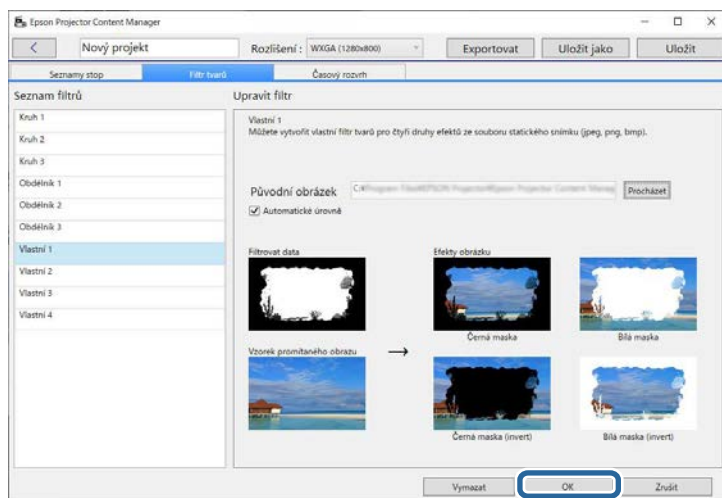 Epson Projector Content Manager
Nový projekt
Rozlišení :
WXGA (1280x800)
Exportovat
Uložit jako
Uložit
Seznamy stop
Filtr tvarů
Časový rozvrh
Seznam filtrů
Kruh 1
Kruh 2
Kruh 3
Obdélník 1
Obdélník 2
Obdélník 3
Vlastní 1
Vlastní 2
Vlastní 3
Vlastní 4
Upravit filtr
Vlastní 1
Můžete vytvořit vlastní filtr tvarů pro čtyři druhy efektů ze souboru statického snímku (jpeg, png, bmp).
Původní obrázek
Procházet
Automatické úrovně
Filtrovat data
Efekty obrázku
Černá maska
Bílá maska
Vzorek promítaného obrazu
→
Černá maska (invert)
Bílá maska (invert)
Vymazat
OK
Zrušit